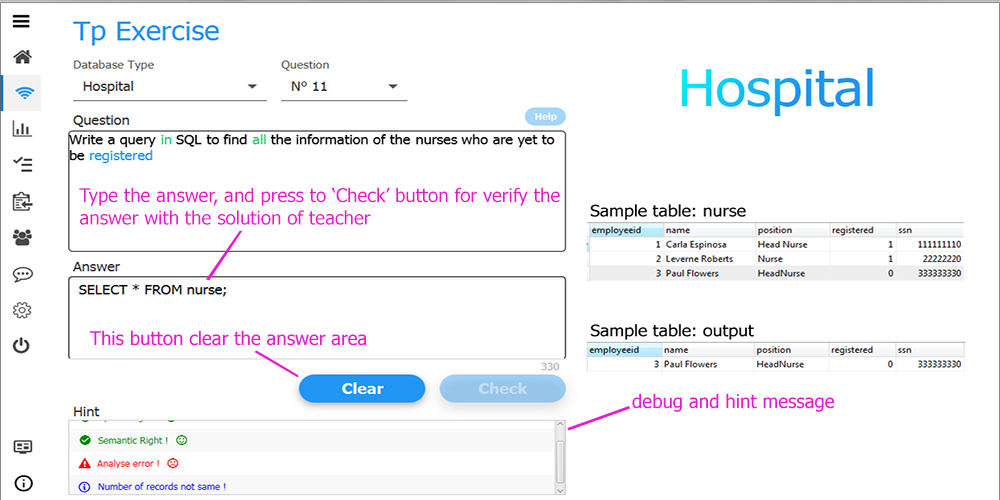 Tp Exercise
Database Type
Question
Hospital
N° 11
Question
Help
Write a query in SQL to find all the information of the nurses who are yet to
be registered
Type the answer, and press to ‘Check’ button for verify the
answer with the solution of teacher
Answer
SELECT * FROM nurse;
This button clear the answer area
330
Clear
Check
Hint
Semantic Right !
Analyse error !
Number of records not same !
debug and hint message
Hospital
Sample table: nurse
employeeid name position registered ssn
1 Carla Espinosa Head Nurse 1 111111110
2 Leverne Roberts Nurse 1 22222220
3 Paul Flowers HeadNurse 0 333333330
Sample table: output
employeeid name position registered ssn
3 Paul Flowers HeadNurse 0 333333330